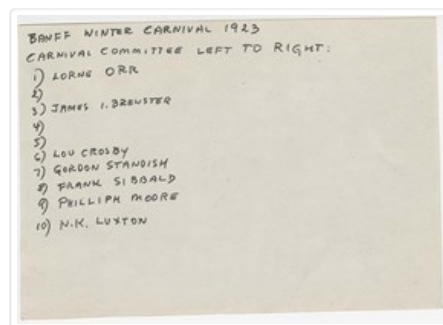 BANFF WINTER CARNIVAL 1923
CARNIVAL COMMITTEE LEFT TO RIGHT:
1) LORNE ORR
2)
3) JAMES I. BREWSTER
4)
5)
6) LOU CROSBY
7) GORDON STANDISH
8) FRANK SIBBALD
9) PHILLIPH MOORE
10) N.K. LUXTON